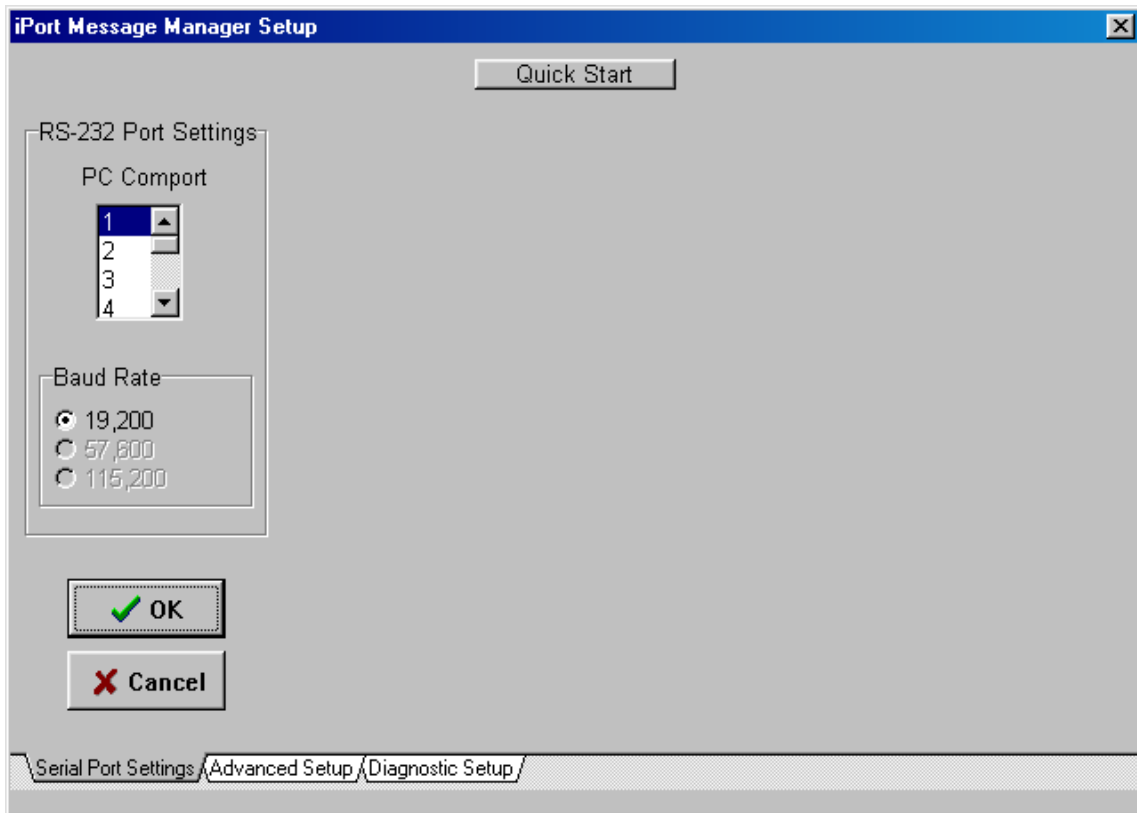 iPort Message Manager Setup
Quick Start
RS-232 Port Settings
PC Comport
1
2
3
4
Baud Rate
19,200
57,600
115,200
OK
Cancel
Serial Port Settings
Advanced Setup
Diagnostic Setup